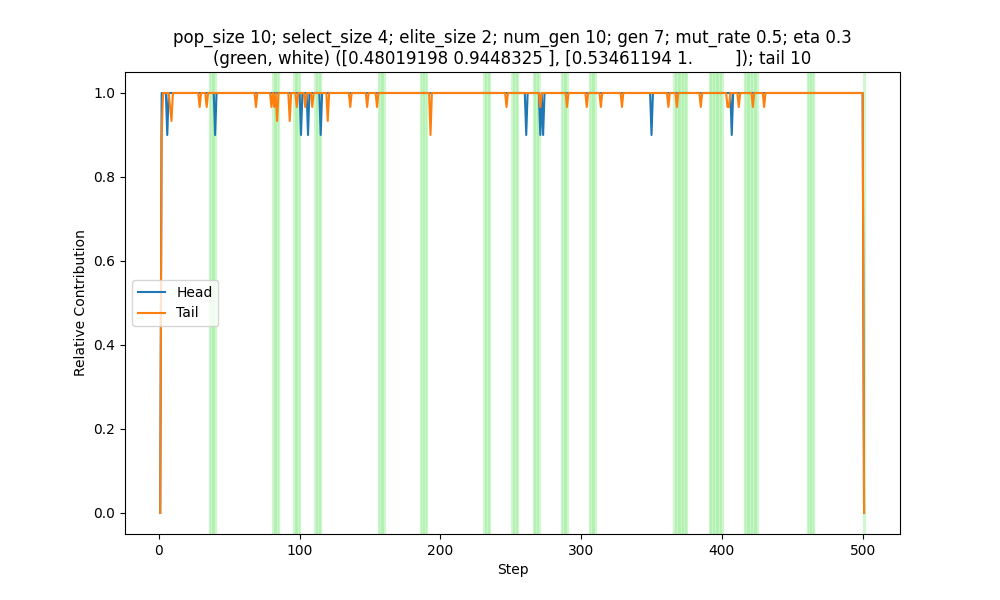 pop_size 10; select_size 4; elite_size 2; num_gen 10; gen 7; mut_rate 0.5; eta 0.3
(green, white) ([0.48019198 0.9448325 ], [0.53461194 1.        ]); tail 10
1.0
0.8
0.6
0.4
0.2
0.0
Relative Contribution
Head
Tail
0
100
200
300
400
500
Step